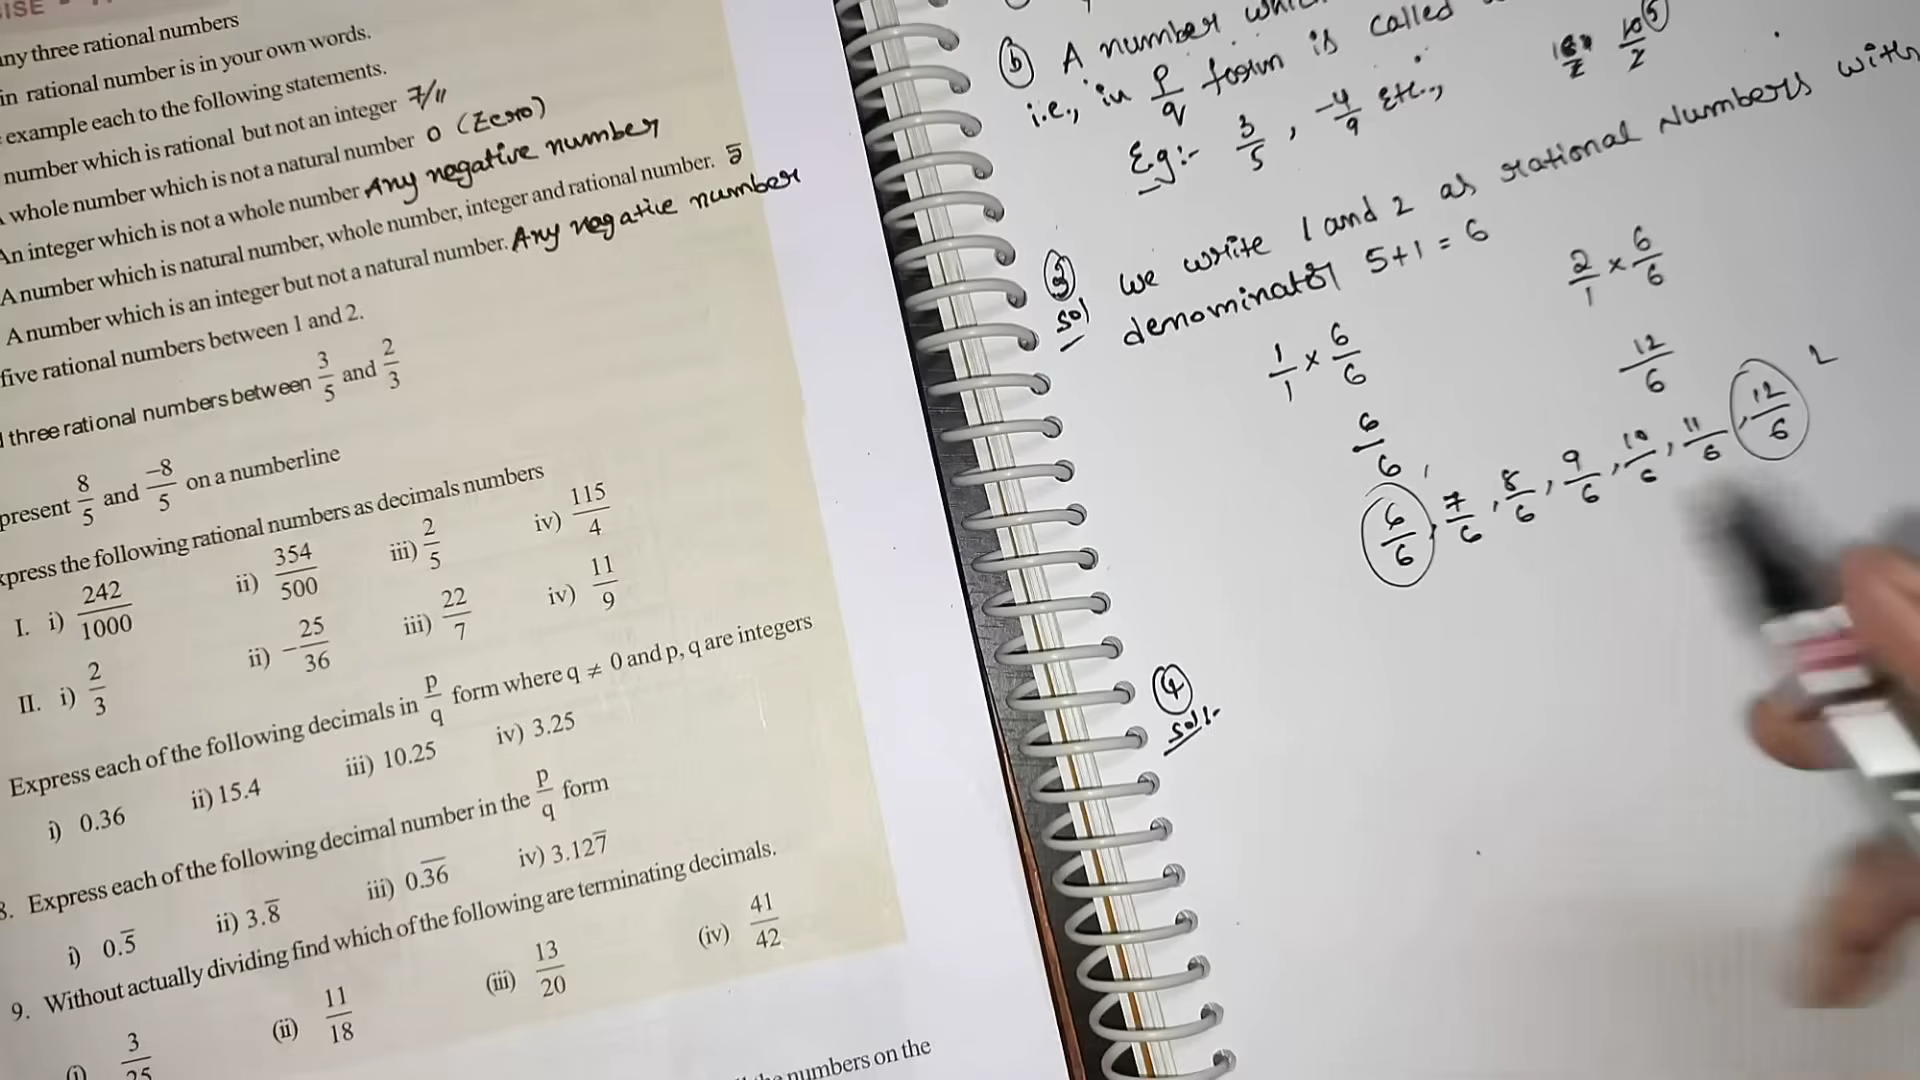 any three rational numbers
in rational number is in your own words.
example each to the following statements.
number which is rational but not an integer 7/11
whole number which is not a natural number 0 (Zero)
An integer which is not a whole number Any negative number
A number which is natural number, whole number, integer and rational number. 5
A number which is an integer but not a natural number. Any negative number
five rational numbers between 1 and 2.
three rational numbers between 3/5 and 2/3
present 8/5 and -8/5 on a numberline
xpress the following rational numbers as decimals numbers
I. i) 242/1000 ii) 354/500 iii) 2/5 iv) 115/4
II. i) 2/3 ii) -25/36 iii) 22/7 iv) 11/9
Express each of the following decimals in p/q form where q ≠ 0 and p, q are integers
i) 0.36 ii) 15.4 iii) 10.25 iv) 3.25
8. Express each of the following decimal number in the p/q form
i) 0.5̅ ii) 3.8̅ iii) 0.3̅6̅ iv) 3.127̅
9. Without actually dividing find which of the following are terminating decimals.
(i) 3/25 (ii) 11/18 (iii) 13/20 (iv) 41/42
numbers on the
(b) A number which
i.e., in P/q form is called
Eg:- 3/5, -4/9 Etc.,
10/2 (5)
(3) We write 1 and 2 as rational Numbers with
sol denominator 5+1 = 6
1/1 × 6/6 2/1 × 6/6
6/6, 12/6
6/6, 7/6, 8/6, 9/6, 10/6, 11/6, 12/6 2
(4)
sol:-